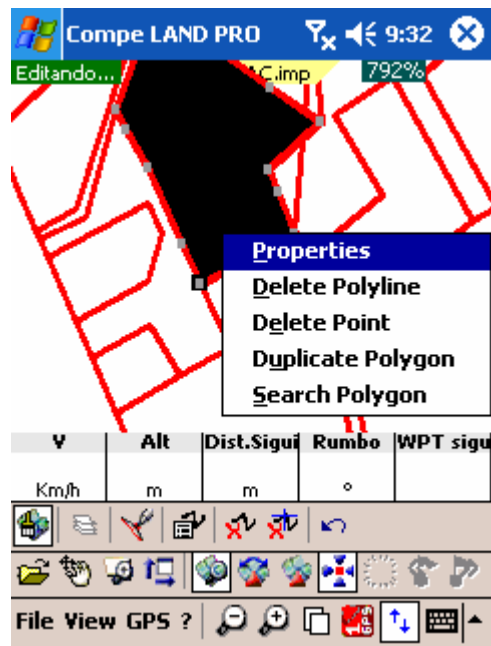 Compe LAND PRO 9:32
Editando... AC.imp 792%
Properties
Delete Polyline
Delete Point
Duplicate Polygon
Search Polygon
V Alt Dist.Sigui Rumbo WPT sigu
Km/h m m °
File View GPS ? GPS